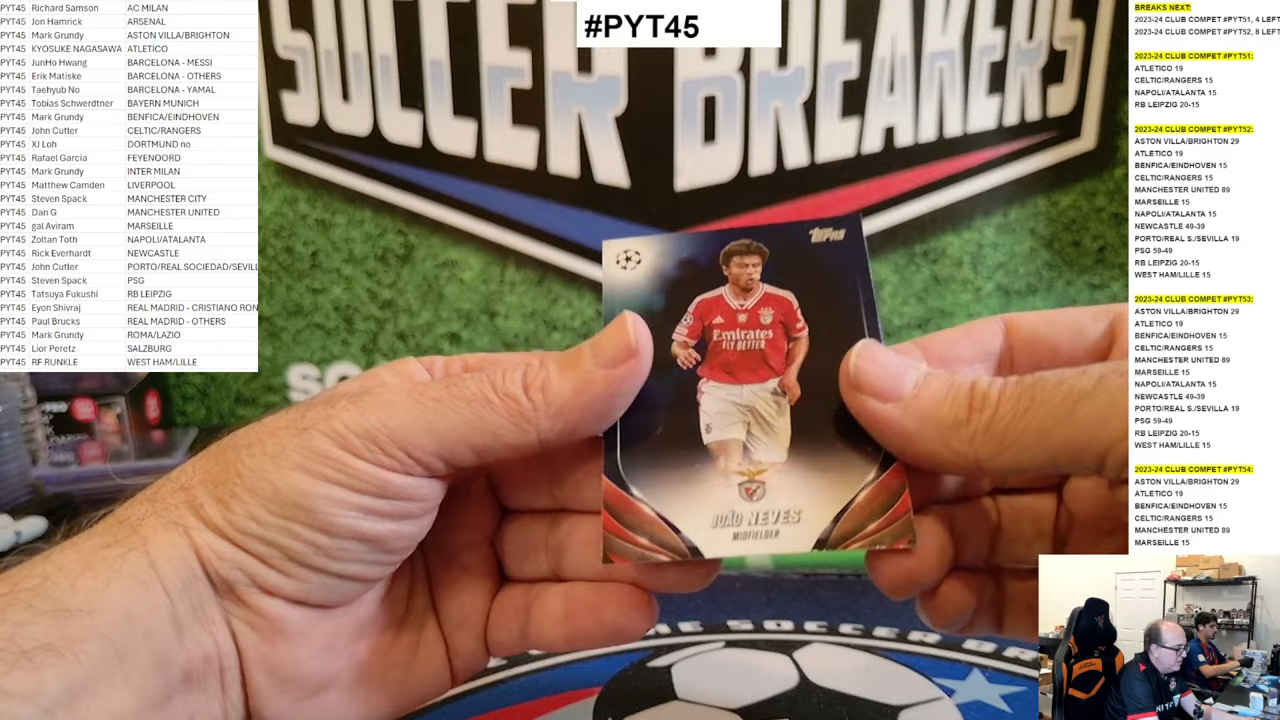 PYT45 Richard Samson AC MILAN
PYT45 Jon Hamrick ARSENAL
PYT45 Mark Grundy ASTON VILLA/BRIGHTON
PYT45 KYOSUKE NAGASAWA ATLETICO
PYT45 JunHo Hwang BARCELONA - MESSI
PYT45 Erik Matiske BARCELONA - OTHERS
PYT45 Taehyub No BARCELONA - YAMAL
PYT45 Tobias Schwerdtner BAYERN MUNICH
PYT45 Mark Grundy BENFICA/EINDHOVEN
PYT45 John Cutler CELTIC/RANGERS
PYT45 XJ Loh DORTMUND no
PYT45 Rafael García FEYENOORD
PYT45 Mark Grundy INTER MILAN
PYT45 Matthew Camden LIVERPOOL
PYT45 Steven Spack MANCHESTER CITY
PYT45 Dan G MANCHESTER UNITED
PYT45 gal Aviram MARSEILLE
PYT45 Zoltan Toth NAPOLI/ATALANTA
PYT45 Rick Everhardt NEWCASTLE
PYT45 John Cutler PORTO/REAL SOCIEDAD/SEVILL
PYT45 Steven Spack PSG
PYT45 Tatsuya Fukushi RB LEIPZIG
PYT45 Eyon Shivraj REAL MADRID - CRISTIANO RON
PYT45 Paul Brucks REAL MADRID - OTHERS
PYT45 Mark Grundy ROMA/LAZIO
PYT45 Lior Peretz SALZBURG
PYT45 RF RUNKLE WEST HAM/LILLE
#PYT45
SOCCER BREAKERS
TOPPS
Emirates
FLY BETTER
JOÃO NEVES
MIDFIELDER
SO
THE SOCCER
BREAKS NEXT:
2023-24 CLUB COMPET #PYT51, 4 LEFT
2023-24 CLUB COMPET #PYT52, 8 LEFT
2023-24 CLUB COMPET #PYT51:
ATLETICO 19
CELTIC/RANGERS 15
NAPOLI/ATALANTA 15
RB LEIPZIG 20-15
2023-24 CLUB COMPET #PYT52:
ASTON VILLA/BRIGHTON 29
ATLETICO 19
BENFICA/EINDHOVEN 15
CELTIC/RANGERS 15
MANCHESTER UNITED 89
MARSEILLE 15
NAPOLI/ATALANTA 15
NEWCASTLE 49-39
PORTO/REAL S./SEVILLA 19
PSG 59-49
RB LEIPZIG 20-15
WEST HAM/LILLE 15
2023-24 CLUB COMPET #PYT53:
ASTON VILLA/BRIGHTON 29
ATLETICO 19
BENFICA/EINDHOVEN 15
CELTIC/RANGERS 15
MANCHESTER UNITED 89
MARSEILLE 15
NAPOLI/ATALANTA 15
NEWCASTLE 49-39
PORTO/REAL S./SEVILLA 19
PSG 59-49
RB LEIPZIG 20-15
WEST HAM/LILLE 15
2023-24 CLUB COMPET #PYT54:
ASTON VILLA/BRIGHTON 29
ATLETICO 19
BENFICA/EINDHOVEN 15
CELTIC/RANGERS 15
MANCHESTER UNITED 89
MARSEILLE 15